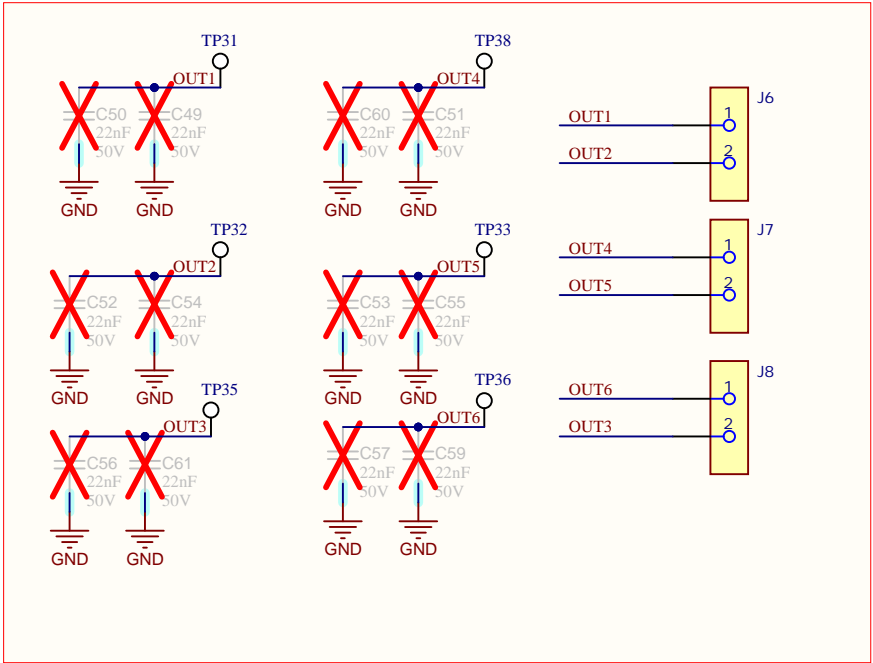 TP31
OUT1
C50
22nF
50V
C49
22nF
50V
GND
GND
TP38
OUT4
C60
22nF
50V
C51
22nF
50V
GND
GND
J6
OUT1
1
OUT2
2
TP32
OUT2
C52
22nF
50V
C54
22nF
50V
GND
GND
TP33
OUT5
C53
22nF
50V
C55
22nF
50V
GND
GND
J7
OUT4
1
OUT5
2
TP35
OUT3
C56
22nF
50V
C61
22nF
50V
GND
GND
TP36
OUT6
C57
22nF
50V
C59
22nF
50V
GND
GND
J8
OUT6
1
OUT3
2